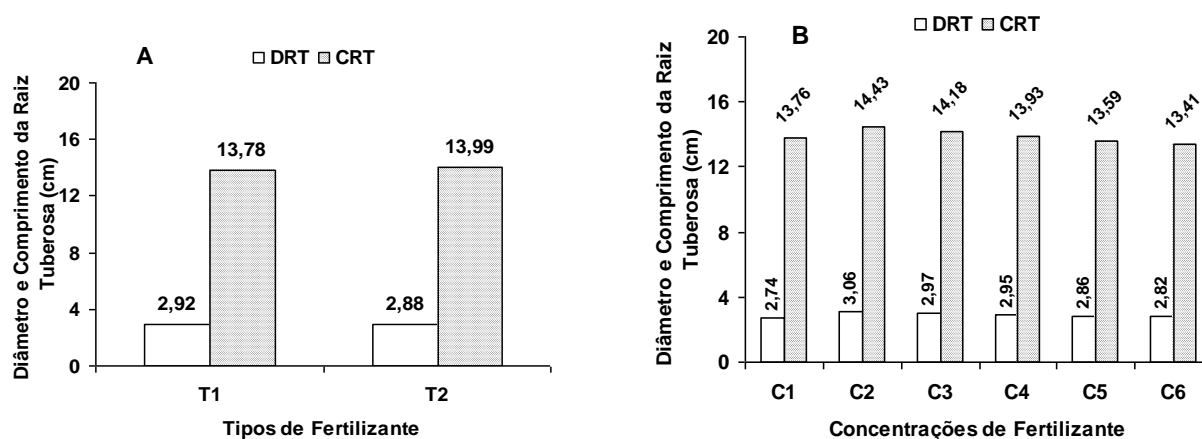 A
DRT CRT
Diâmetro e Comprimento da Raiz
Tuberosa (cm)
20
16
12
8
4
0
2,92
13,78
2,88
13,99
T1 T2
Tipos de Fertilizante
B
DRT CRT
Diâmetro e Comprimento da Raiz
Tuberosa (cm)
20
16
12
8
4
0
13,76 14,43 14,18 13,93 13,59 13,41
2,74 3,06 2,97 2,95 2,86 2,82
C1 C2 C3 C4 C5 C6
Concentrações de Fertilizante